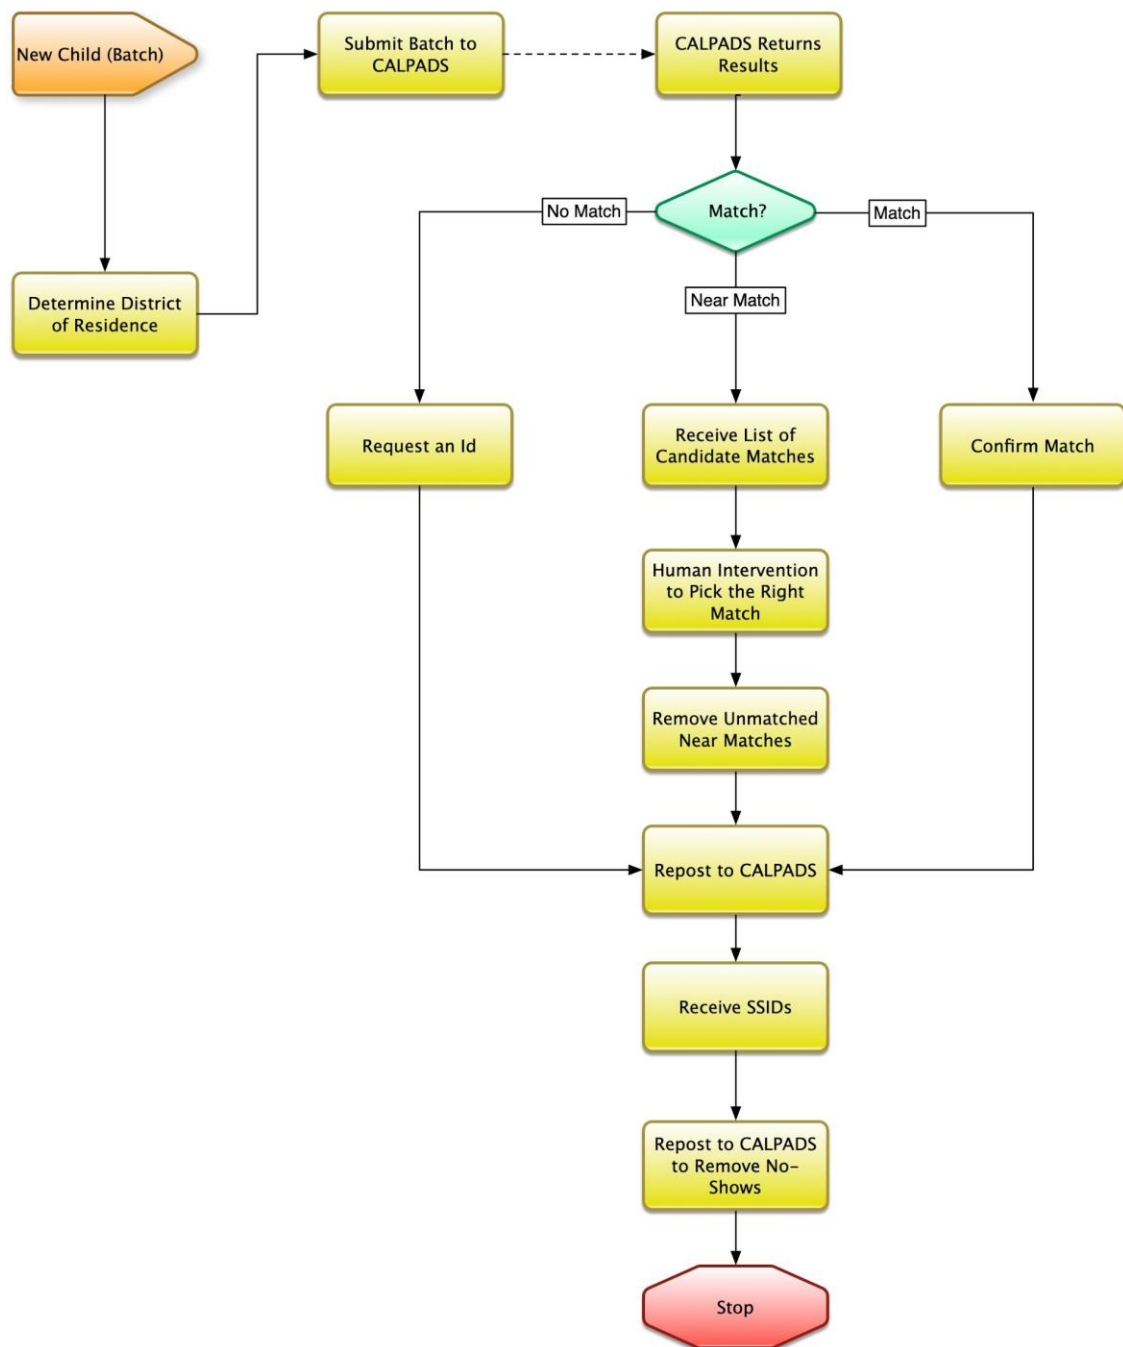 New Child (Batch)
Submit Batch to
CALPADS
CALPADS Returns
Results
No Match
Match?
Match
Determine District
of Residence
Near Match
Request an Id
Receive List of
Candidate Matches
Confirm Match
Human Intervention
to Pick the Right
Match
Remove Unmatched
Near Matches
Repost to CALPADS
Receive SSIDs
Repost to CALPADS
to Remove No-
Shows
Stop